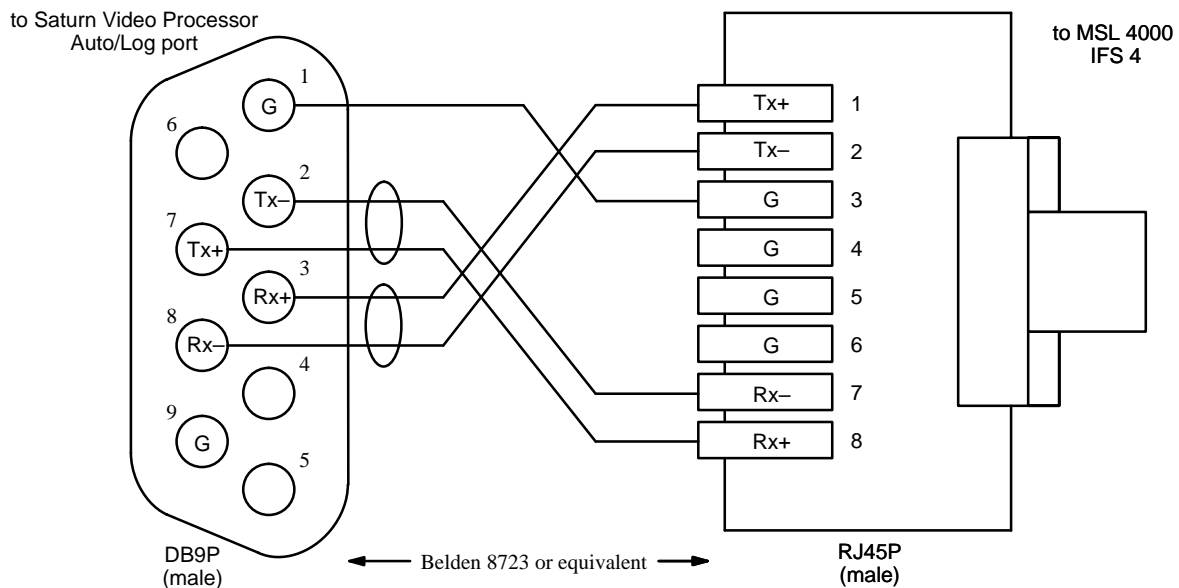 to Saturn Video Processor
Auto/Log port
to MSL 4000
IFS 4
1
G
6
2
Tx–
7
Tx+
3
Rx+
8
Rx–
4
9
G
5
Tx+ 1
Tx– 2
G 3
G 4
G 5
G 6
Rx– 7
Rx+ 8
DB9P
(male)
Belden 8723 or equivalent
RJ45P
(male)